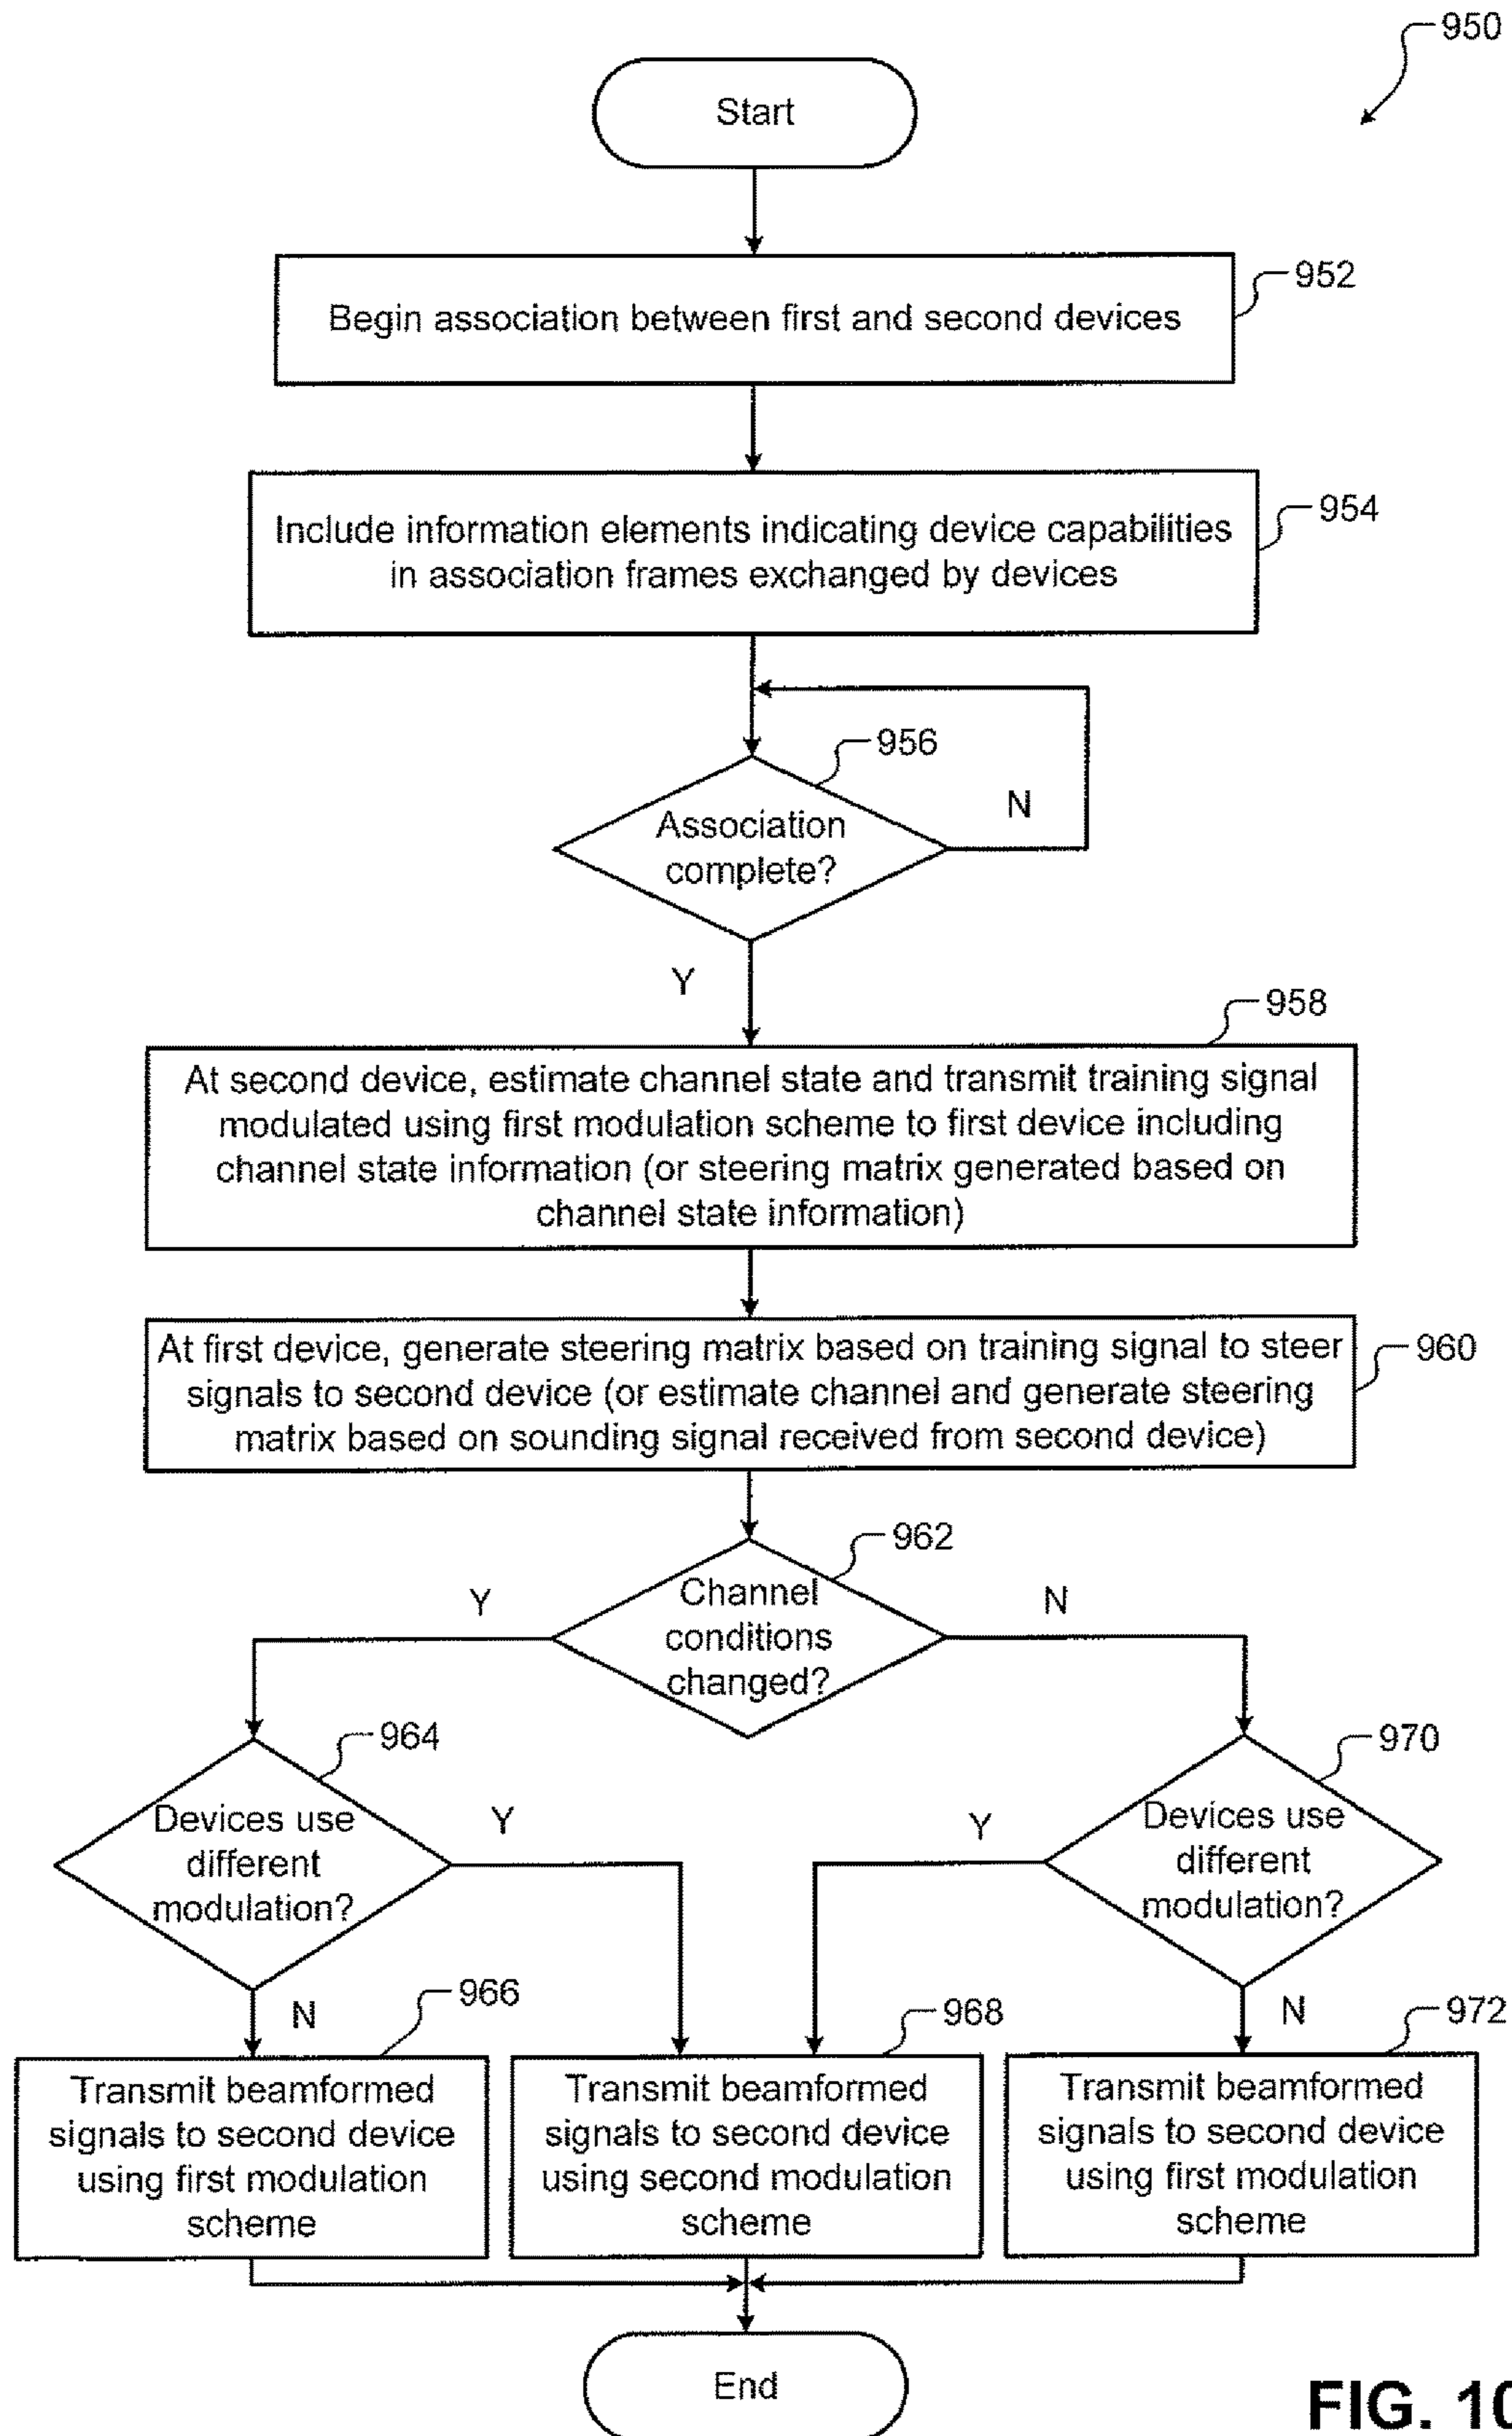 950
Start
952
Begin association between first and second devices
954
Include information elements indicating device capabilities
in association frames exchanged by devices
956
Association
complete?
N
Y
958
At second device, estimate channel state and transmit training signal
modulated using first modulation scheme to first device including
channel state information (or steering matrix generated based on
channel state information)
960
At first device, generate steering matrix based on training signal to steer
signals to second device (or estimate channel and generate steering
matrix based on sounding signal received from second device)
962
Channel
conditions
changed?
Y
N
964
Devices use
different
modulation?
Y
N
970
Devices use
different
modulation?
Y
N
966
Transmit beamformed
signals to second device
using first modulation
scheme
968
Transmit beamformed
signals to second device
using second modulation
scheme
972
Transmit beamformed
signals to second device
using first modulation
scheme
End
FIG. 10